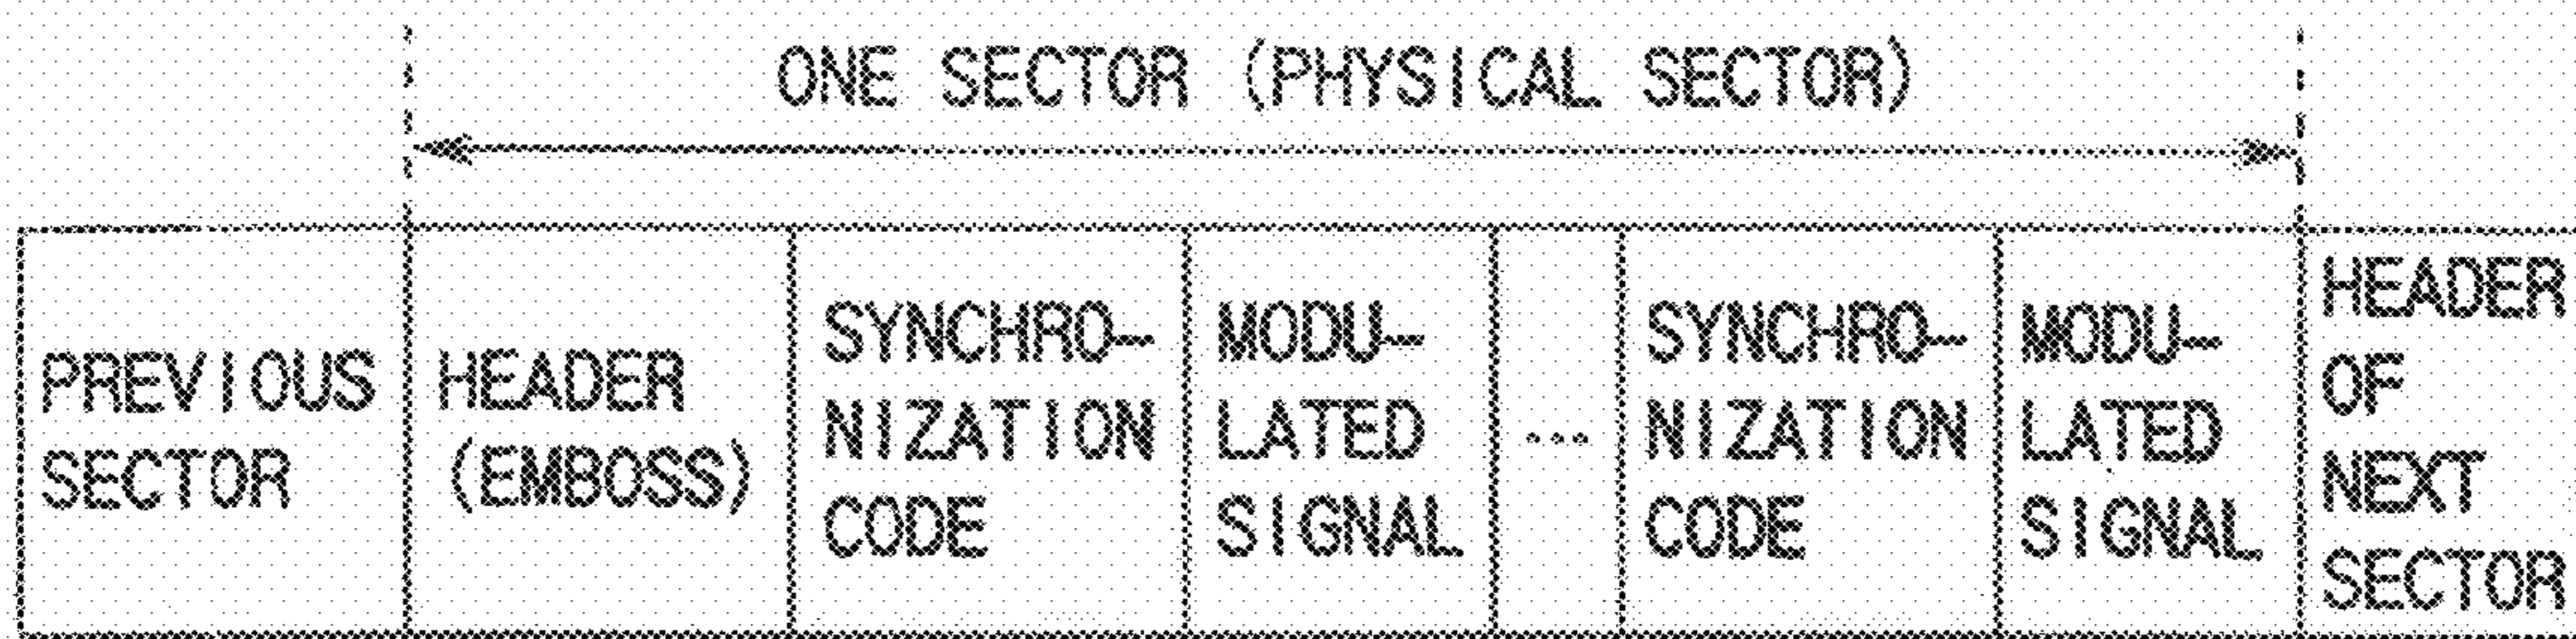 ONE SECTOR (PHYSICAL SECTOR)
PREVIOUS
SECTOR
HEADER
(EMBOSS)
SYNCHRO-
NIZATION
CODE
MODU-
LATED
SIGNAL
...
SYNCHRO-
NIZATION
CODE
MODU-
LATED
SIGNAL
HEADER
OF
NEXT
SECTOR